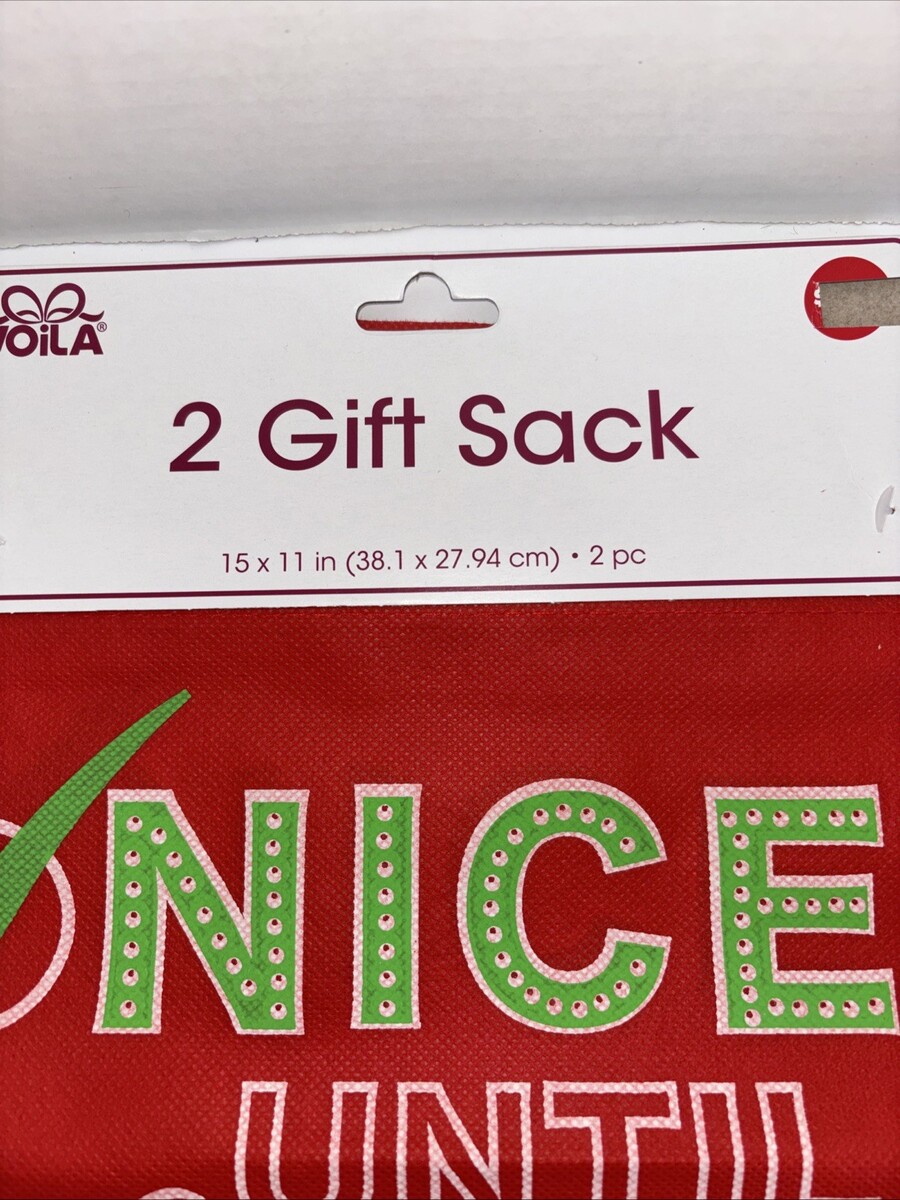 VOiLA®
2 Gift Sack
15 x 11 in (38.1 x 27.94 cm) • 2 pc
NICE
UNTIL